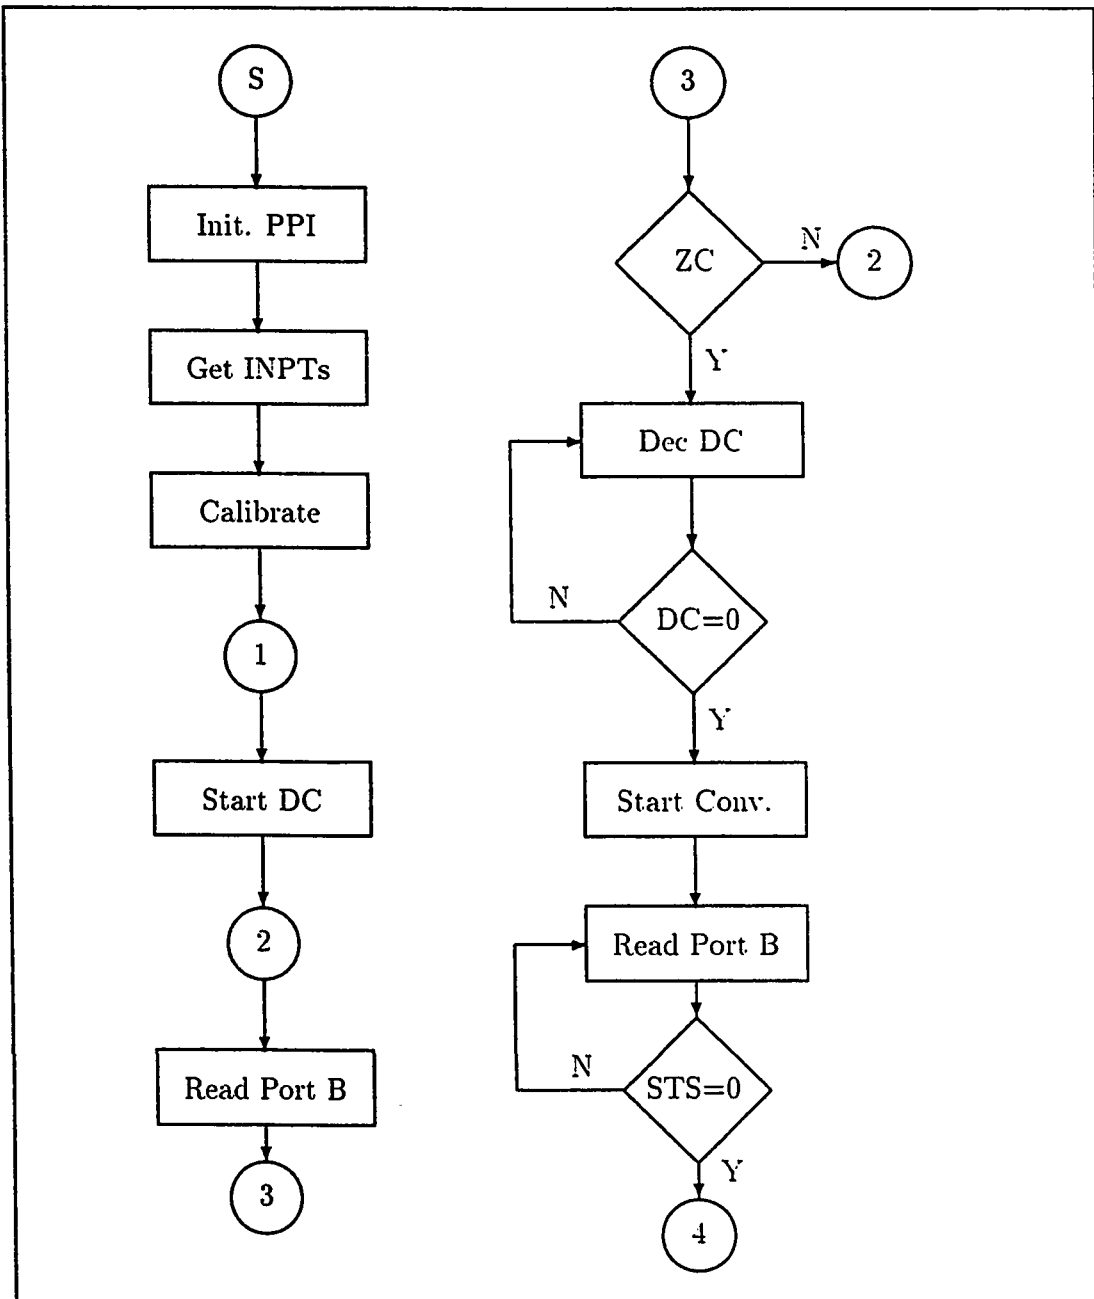 S
Init. PPI
Get INPTs
Calibrate
1
Start DC
2
Read Port B
3
3
ZC
N
2
Y
Dec DC
N
DC=0
Y
Start Conv.
Read Port B
N
STS=0
Y
4